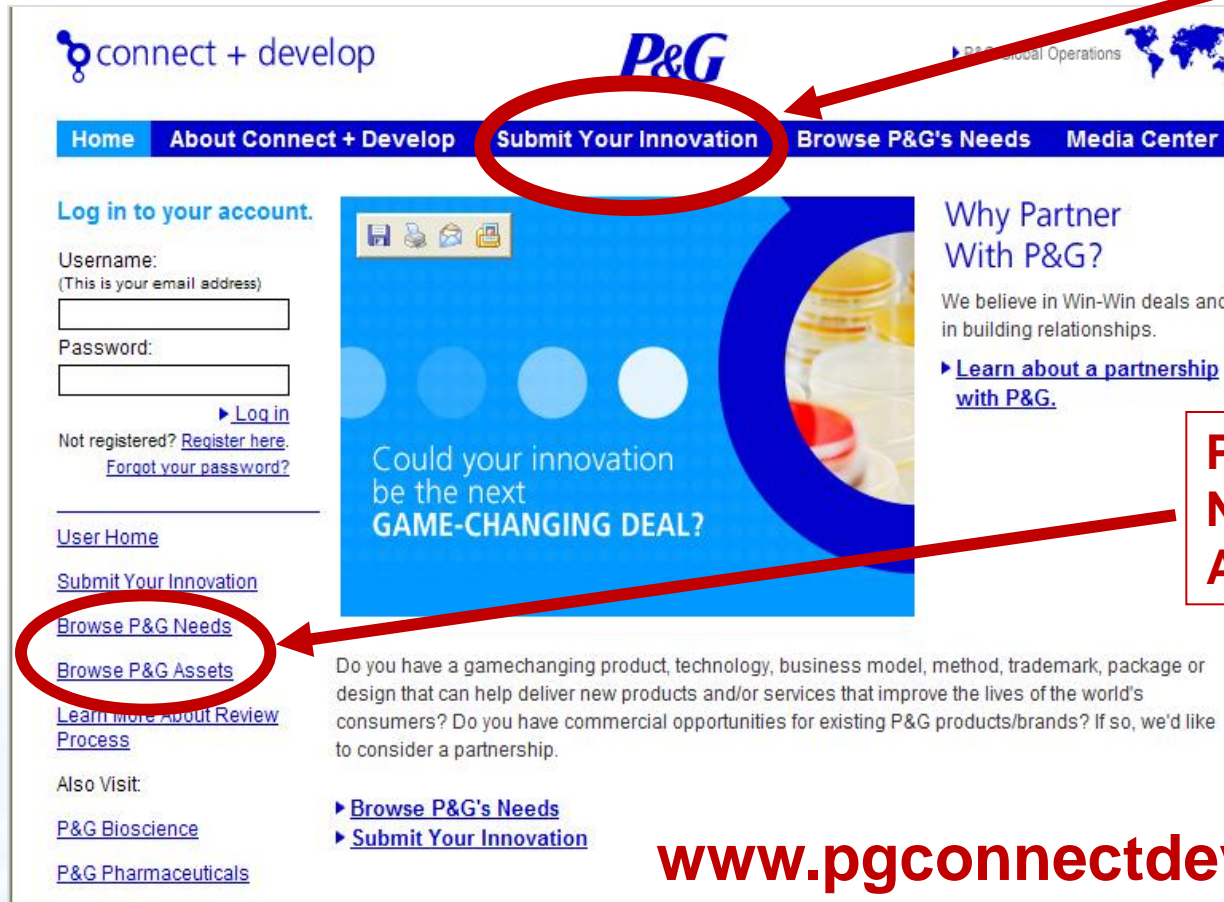 connect + develop
P&G
Global Operations
Home About Connect + Develop Submit Your Innovation Browse P&G's Needs Media Center
Log in to your account.
Username:
(This is your email address)
Password:
Log in
Not registered? Register here.
Forgot your password?
User Home
Submit Your Innovation
Browse P&G Needs
Browse P&G Assets
Learn More About Review
Process
Also Visit:
P&G Bioscience
P&G Pharmaceuticals
Could your innovation
be the next
GAME-CHANGING DEAL?
Why Partner
With P&G?
We believe in Win-Win deals and
in building relationships.
Learn about a partnership
with P&G.
Do you have a gamechanging product, technology, business model, method, trademark, package or
design that can help deliver new products and/or services that improve the lives of the world's
consumers? Do you have commercial opportunities for existing P&G products/brands? If so, we'd like
to consider a partnership.
Browse P&G's Needs
Submit Your Innovation
www.pgconnectdev